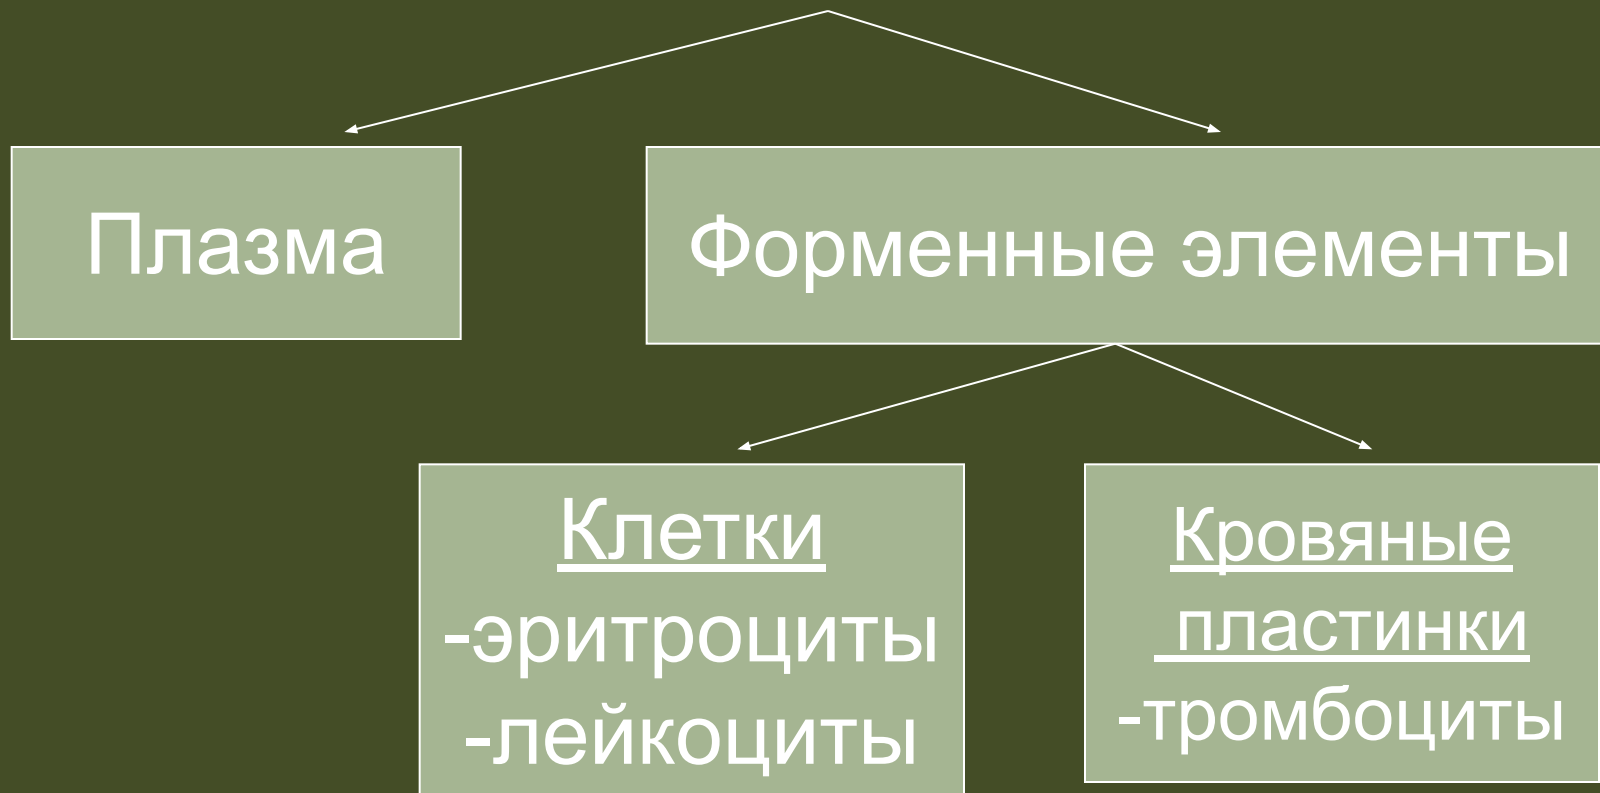 Плазма
Форменные элементы
Клетки
-эритроциты
-лейкоциты
Кровяные
пластинки
-тромбоциты